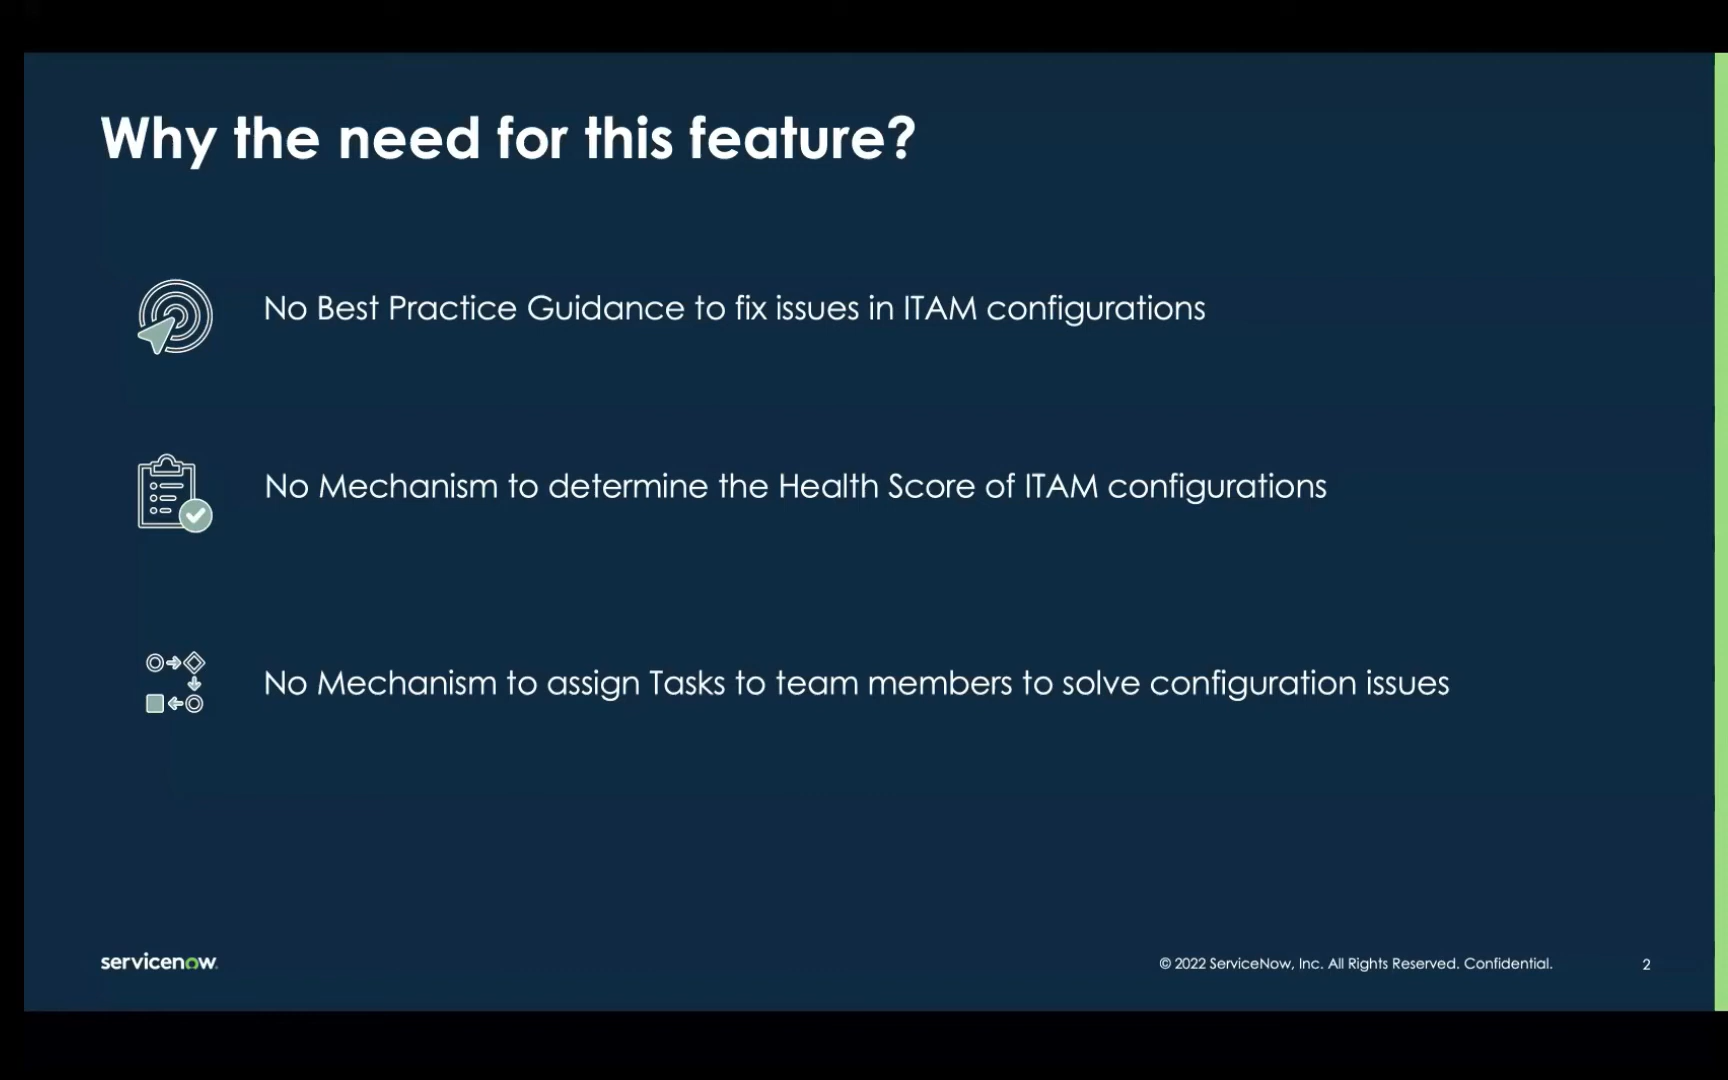 Why the need for this feature?
No Best Practice Guidance to fix issues in ITAM configurations
No Mechanism to determine the Health Score of ITAM configurations
No Mechanism to assign Tasks to team members to solve configuration issues
servicenow.
© 2022 ServiceNow, Inc. All Rights Reserved. Confidential.
2